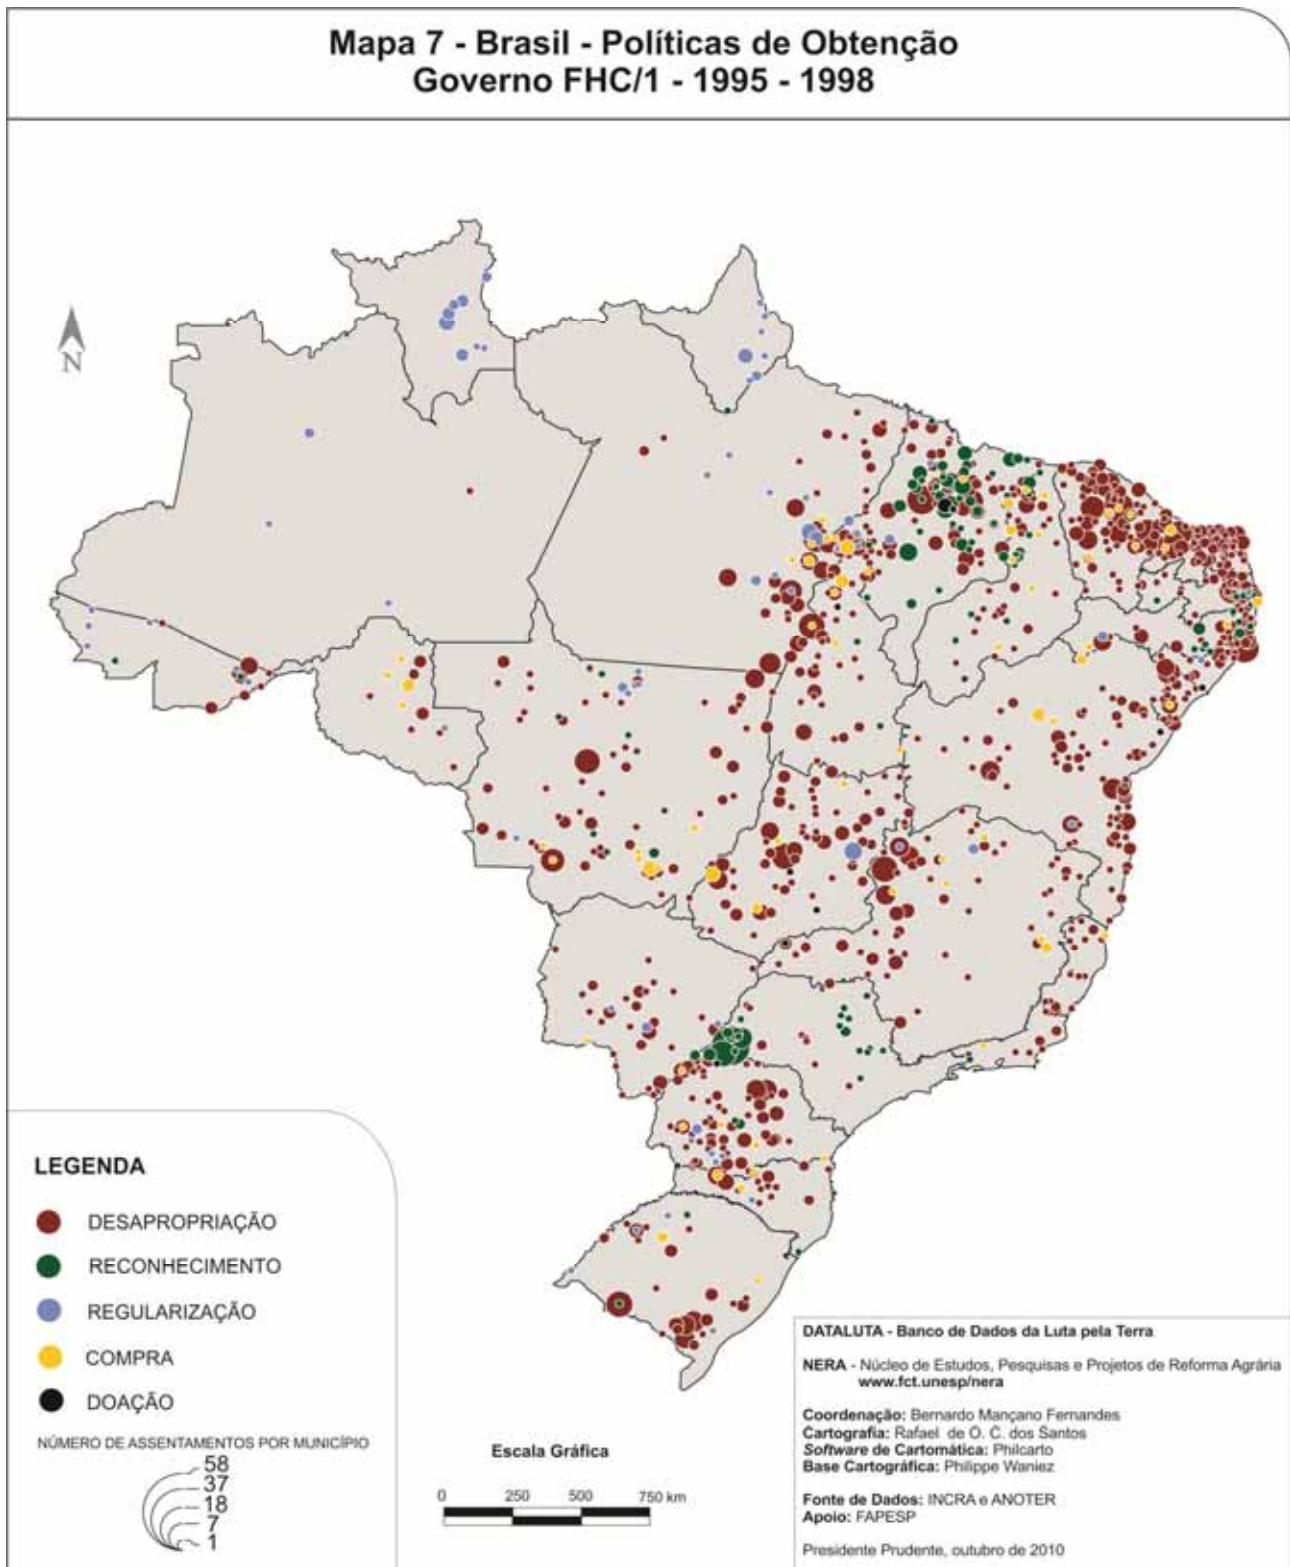 Mapa 7 - Brasil - Políticas de Obtenção
Governo FHC/1 - 1995 - 1998
N
LEGENDA
DESAPROPRIAÇÃO
RECONHECIMENTO
REGULARIZAÇÃO
COMPRA
DOAÇÃO
NÚMERO DE ASSENTAMENTOS POR MUNICÍPIO
58
37
18
7
1
Escala Gráfica
0 250 500 750 km
DATALUTA - Banco de Dados da Luta pela Terra
NERA - Núcleo de Estudos, Pesquisas e Projetos de Reforma Agrária
www.fct.unesp/nera
Coordenação: Bernardo Mançano Fernandes
Cartografia: Rafael de O. C. dos Santos
Software de Cartomática: Philcarto
Base Cartográfica: Philippe Waniez
Fonte de Dados: INCRA e ANOTER
Apoio: FAPESP
Presidente Prudente, outubro de 2010